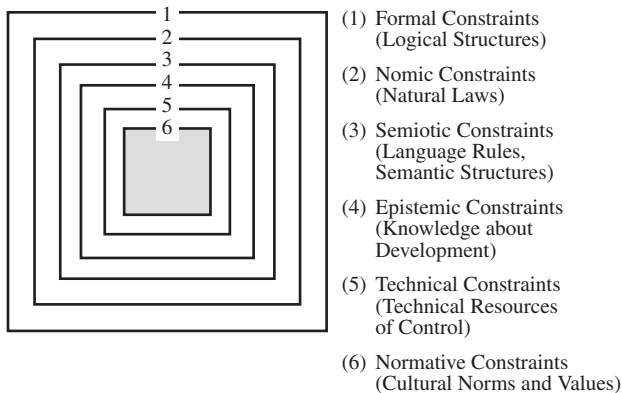 1
2
3
4
5
6
(1) Formal Constraints
(Logical Structures)
(2) Nomic Constraints
(Natural Laws)
(3) Semiotic Constraints
(Language Rules,
Semantic Structures)
(4) Epistemic Constraints
(Knowledge about
Development)
(5) Technical Constraints
(Technical Resources
of Control)
(6) Normative Constraints
(Cultural Norms and Values)